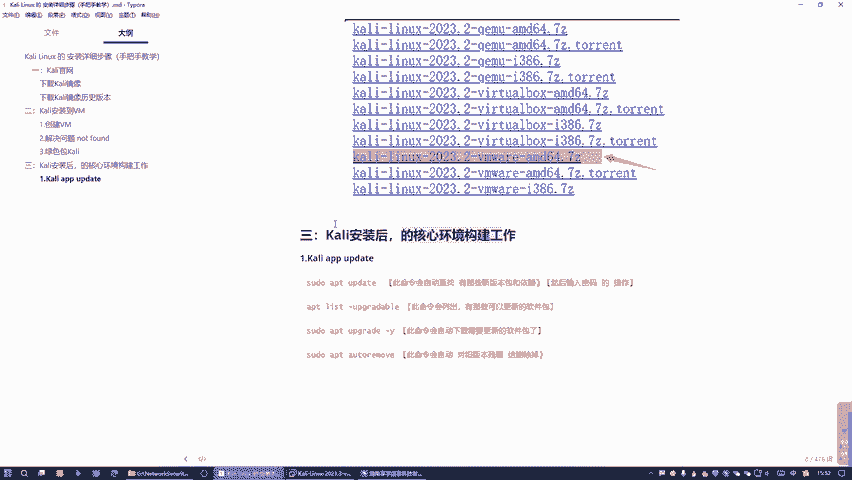 Kali Linux 的 安装详细步骤（手把手教学）.md - Typora
文件(F) 编辑(E) 段落(P) 格式(O) 视图(V) 主题(T) 帮助(H)
文件 大纲
Kali Linux 的 安装详细步骤（手把手教学）
一：Kali官网
下载Kali镜像
下载Kali镜像历史版本
二：Kali安装到VM
1.创建VM
2.解决问题 not found
3.绿色包Kali
三：Kali安装后，的核心环境构建工作
1.Kali app update
kali-linux-2023.2-qemu-amd64.7z
kali-linux-2023.2-qemu-amd64.7z.torrent
kali-linux-2023.2-qemu-i386.7z
kali-linux-2023.2-qemu-i386.7z.torrent
kali-linux-2023.2-virtualbox-amd64.7z
kali-linux-2023.2-virtualbox-amd64.7z.torrent
kali-linux-2023.2-virtualbox-i386.7z
kali-linux-2023.2-virtualbox-i386.7z.torrent
kali-linux-2023.2-vmware-amd64.7z
kali-linux-2023.2-vmware-amd64.7z.torrent
kali-linux-2023.2-vmware-i386.7z
三：Kali安装后，的核心环境构建工作
1.Kali app update
sudo apt update 【此命令会自动查找 有那些新版本包和依赖】【然后输入密码 的 操作】
apt list -upgradable 【此命令会列出，有那些可以更新的软件包】
sudo apt upgrade -y 【此命令会自动下载需要更新的软件包了】
sudo apt autoremove 【此命令会自动 对旧版本残留
15:52